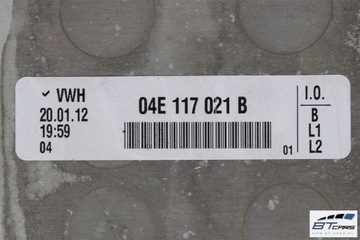 ✓ VWH
20.01.12
19:59
04
04E 117 021 B
01
I.O.
B
L1
L2
BTCARS